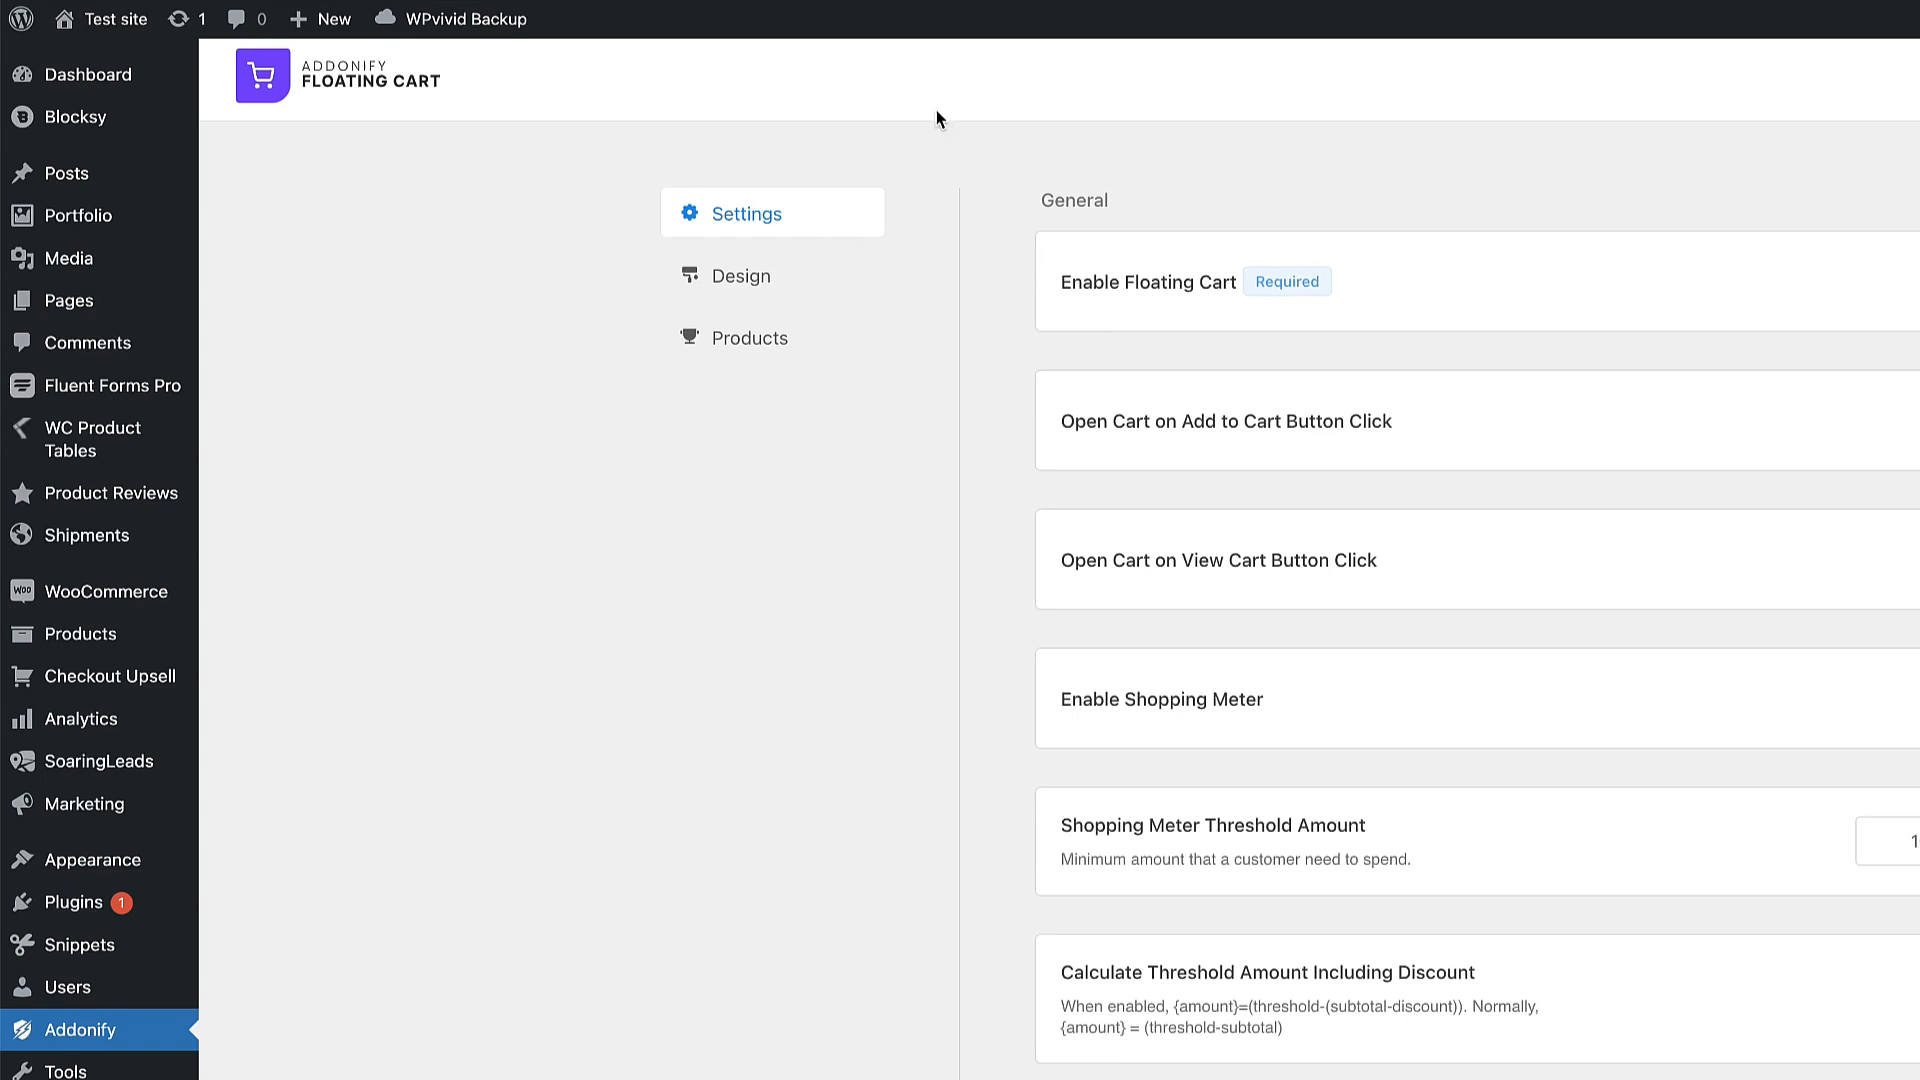 Test site 1 0 New WPvivid Backup
Dashboard
Blocksy
Posts
Portfolio
Media
Pages
Comments
Fluent Forms Pro
WC Product
Tables
Product Reviews
Shipments
WooCommerce
Products
Checkout Upsell
Analytics
SoaringLeads
Marketing
Appearance
Plugins 1
Snippets
Users
Addonify
Tools
ADDONIFY
FLOATING CART
Settings
Design
Products
General
Enable Floating Cart Required
Open Cart on Add to Cart Button Click
Open Cart on View Cart Button Click
Enable Shopping Meter
Shopping Meter Threshold Amount
Minimum amount that a customer need to spend.
Calculate Threshold Amount Including Discount
When enabled, {amount}=(threshold-(subtotal-discount)). Normally,
{amount} = (threshold-subtotal)